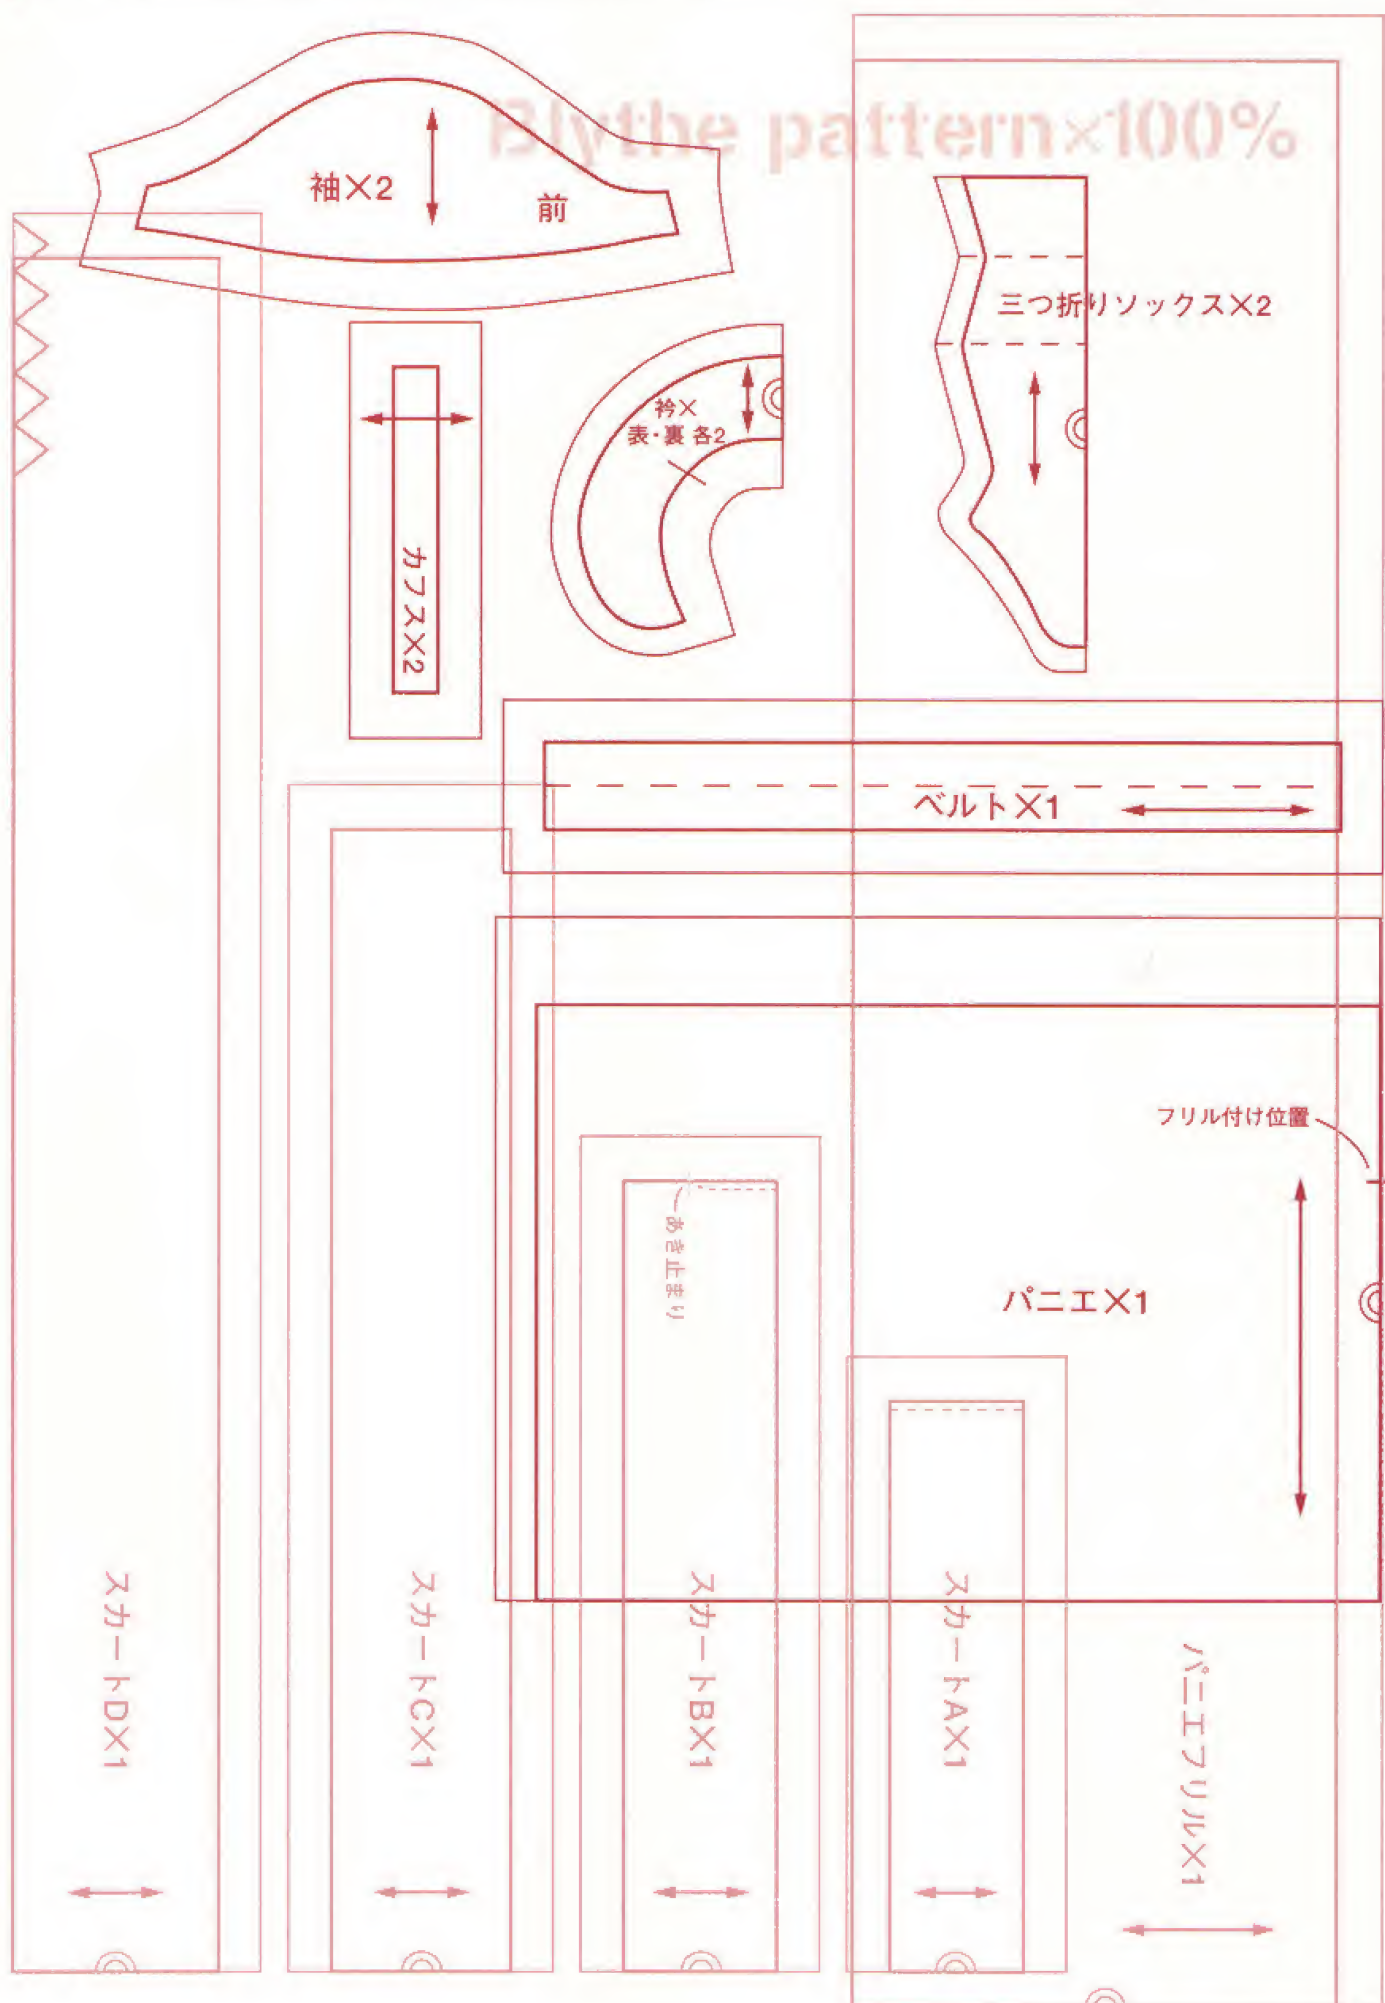 Blythe pattern×100%
袖×2
前
三つ折りソックス×2
衿×
表・裏 各2
カフス×2
ベルト×1
フリル付け位置
あき止まり
パニエ×1
スカートD×1
スカートC×1
スカートB×1
スカートA×1
パニエフリル×1